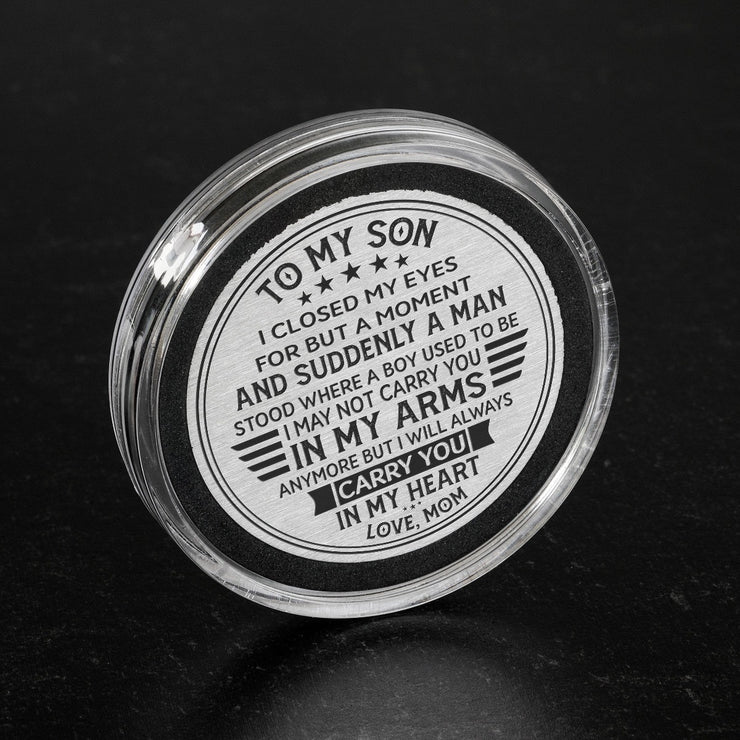 TO MY SON
I CLOSED MY EYES
FOR BUT A MOMENT
AND SUDDENLY A MAN
STOOD WHERE A BOY USED TO BE
I MAY NOT CARRY YOU
IN MY ARMS
ANYMORE BUT I WILL ALWAYS
CARRY YOU
IN MY HEART
LOVE, MOM